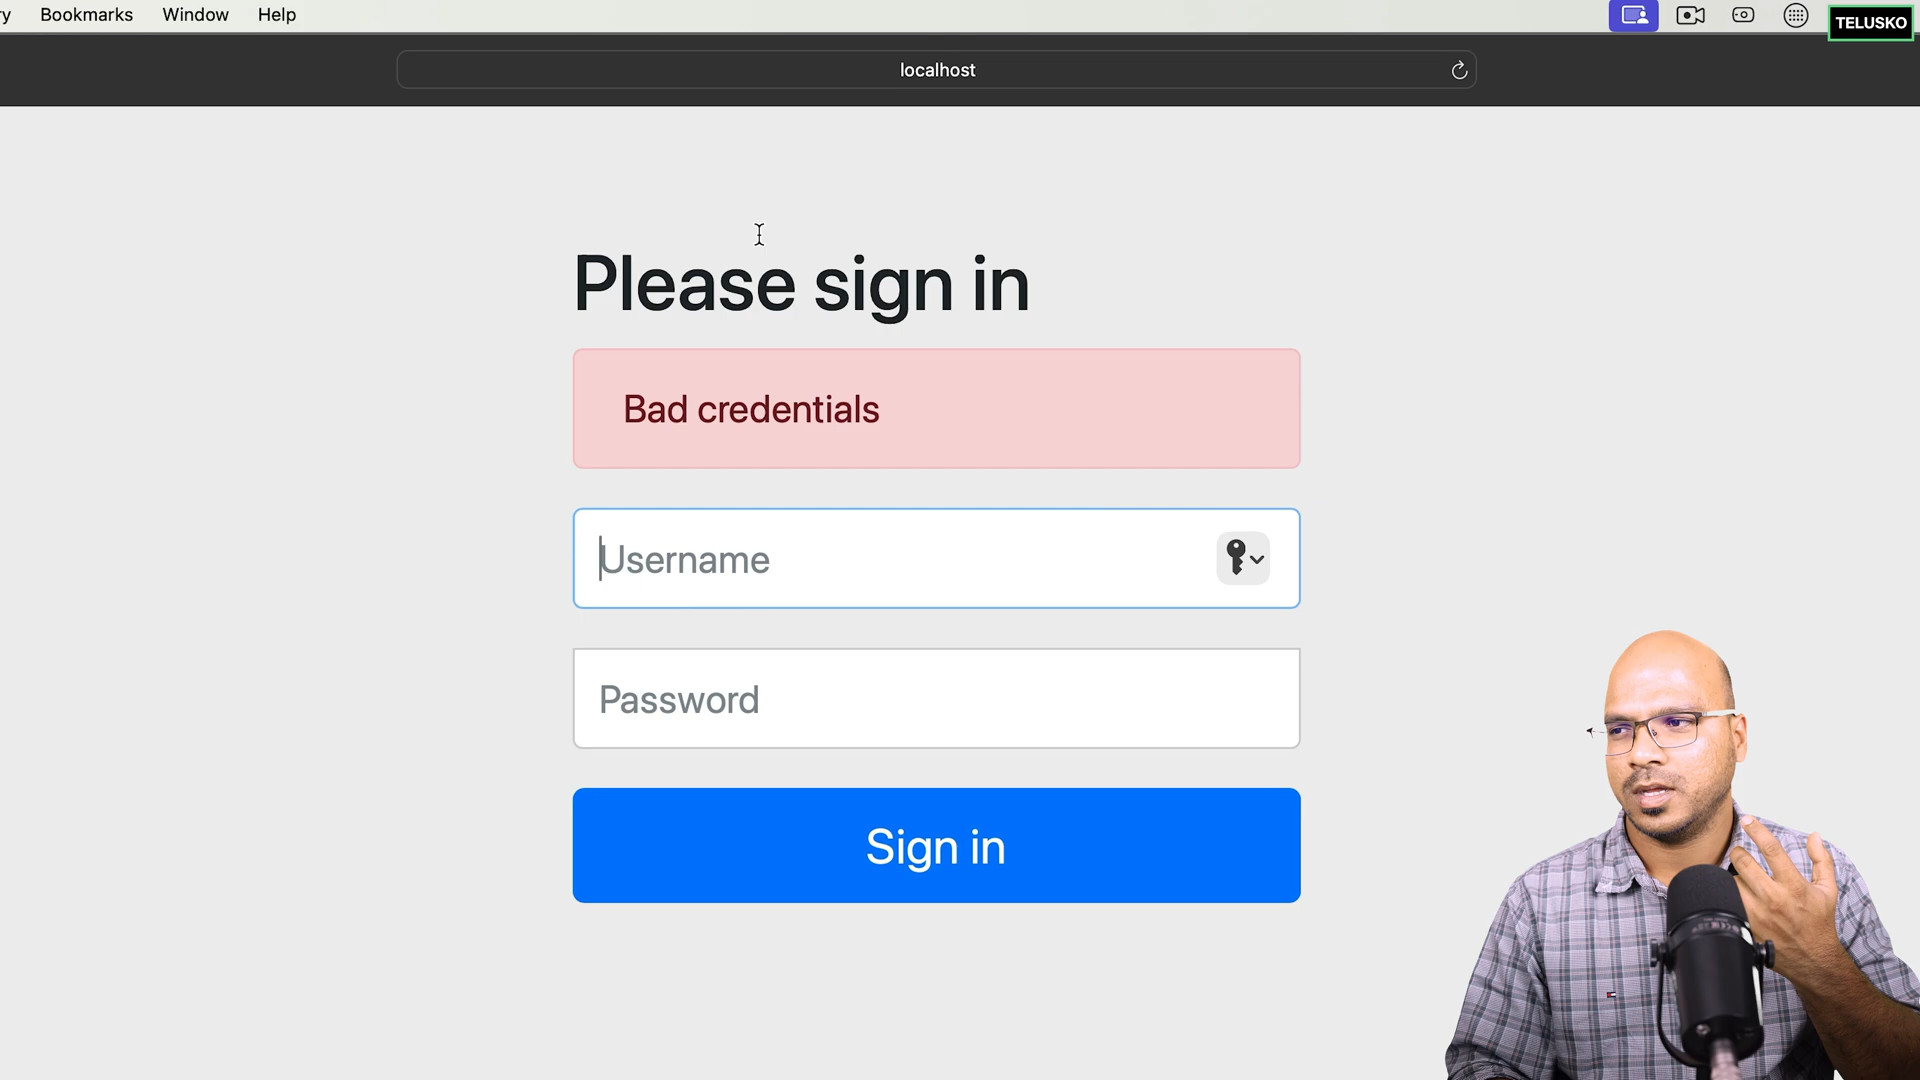 Bookmarks Window Help
TELUSKO
localhost
Please sign in
Bad credentials
Username
Password
Sign in